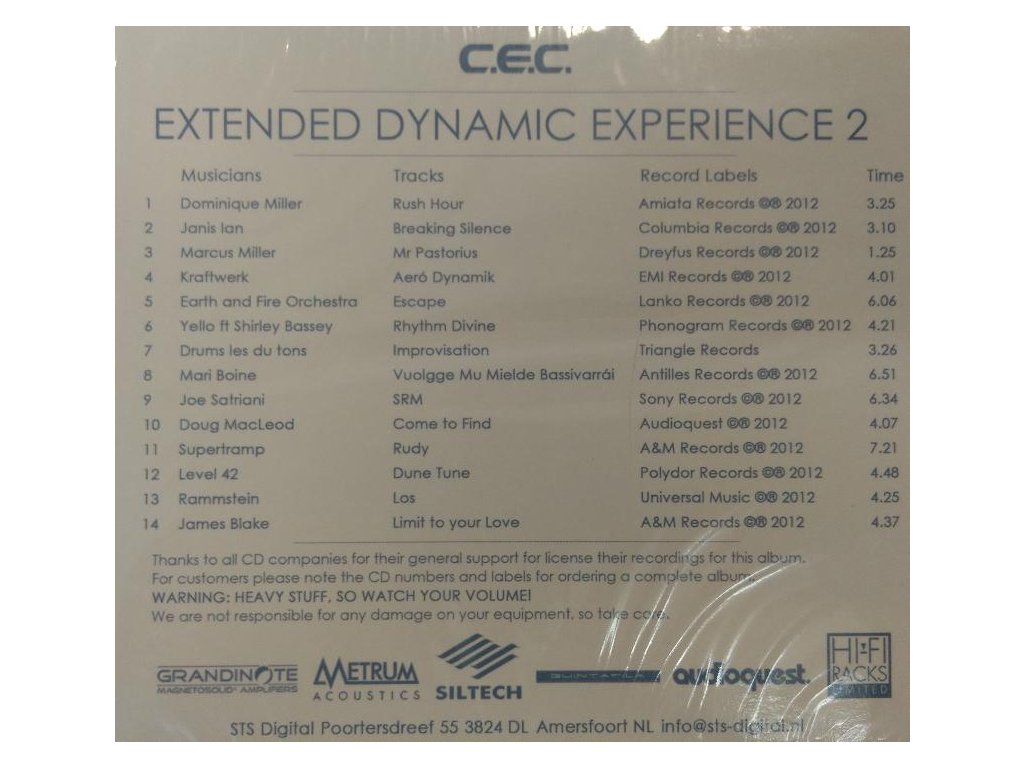 C.E.C.
EXTENDED DYNAMIC EXPERIENCE 2
Musicians Tracks Record Labels Time
1 Dominique Miller Rush Hour Amiata Records ©® 2012 3.25
2 Janis Ian Breaking Silence Columbia Records ©® 2012 3.10
3 Marcus Miller Mr Pastorius Dreyfus Records ©® 2012 1.25
4 Kraftwerk Aeró Dynamik EMI Records ©® 2012 4.01
5 Earth and Fire Orchestra Escape Lanko Records ©® 2012 6.06
6 Yello ft Shirley Bassey Rhythm Divine Phonogram Records ©® 2012 4.21
7 Drums les du tons Improvisation Triangle Records 3.26
8 Mari Boine Vuolgge Mu Mielde Bassivarrái Antilles Records ©® 2012 6.51
9 Joe Satriani SRM Sony Records ©® 2012 6.34
10 Doug MacLeod Come to Find Audioquest ©® 2012 4.07
11 Supertramp Rudy A&M Records ©® 2012 7.21
12 Level 42 Dune Tune Polydor Records ©® 2012 4.48
13 Rammstein Los Universal Music ©® 2012 4.25
14 James Blake Limit to your Love A&M Records ©® 2012 4.37
Thanks to all CD companies for their general support for license their recordings for this album.
For customers please note the CD numbers and labels for ordering a complete album.
WARNING: HEAVY STUFF, SO WATCH YOUR VOLUME!
We are not responsible for any damage on your equipment, so take care.
GRANDINOTE
MAGNETOSOLID® AMPLIFIERS
METRUM
ACOUSTICS
SILTECH
audioquest.
HI-FI
RACKS
LIMITED
STS Digital Poortersdreef 55 3824 DL Amersfoort NL info@sts-digital.nl